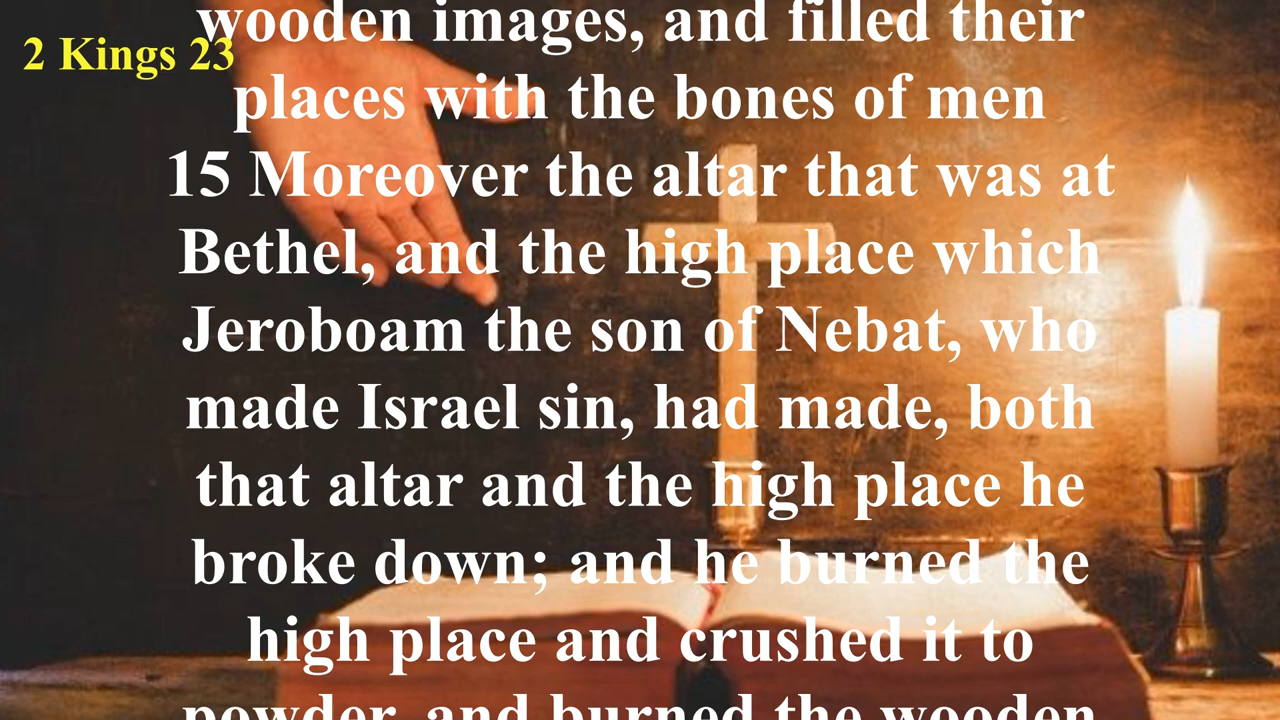 2 Kings 23
wooden images, and filled their
places with the bones of men
15 Moreover the altar that was at
Bethel, and the high place which
Jeroboam the son of Nebat, who
made Israel sin, had made, both
that altar and the high place he
broke down; and he burned the
high place and crushed it to
powder, and burned the wooden